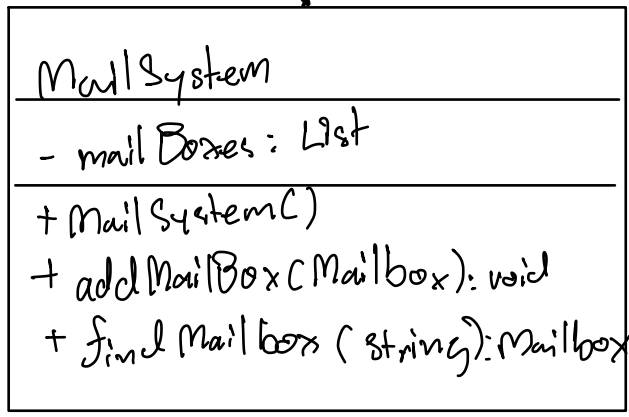 MailSystem
- mailBoxes: List
+ MailSystem()
+ addMailBox(Mailbox): void
+ findMailbox (string): Mailbox